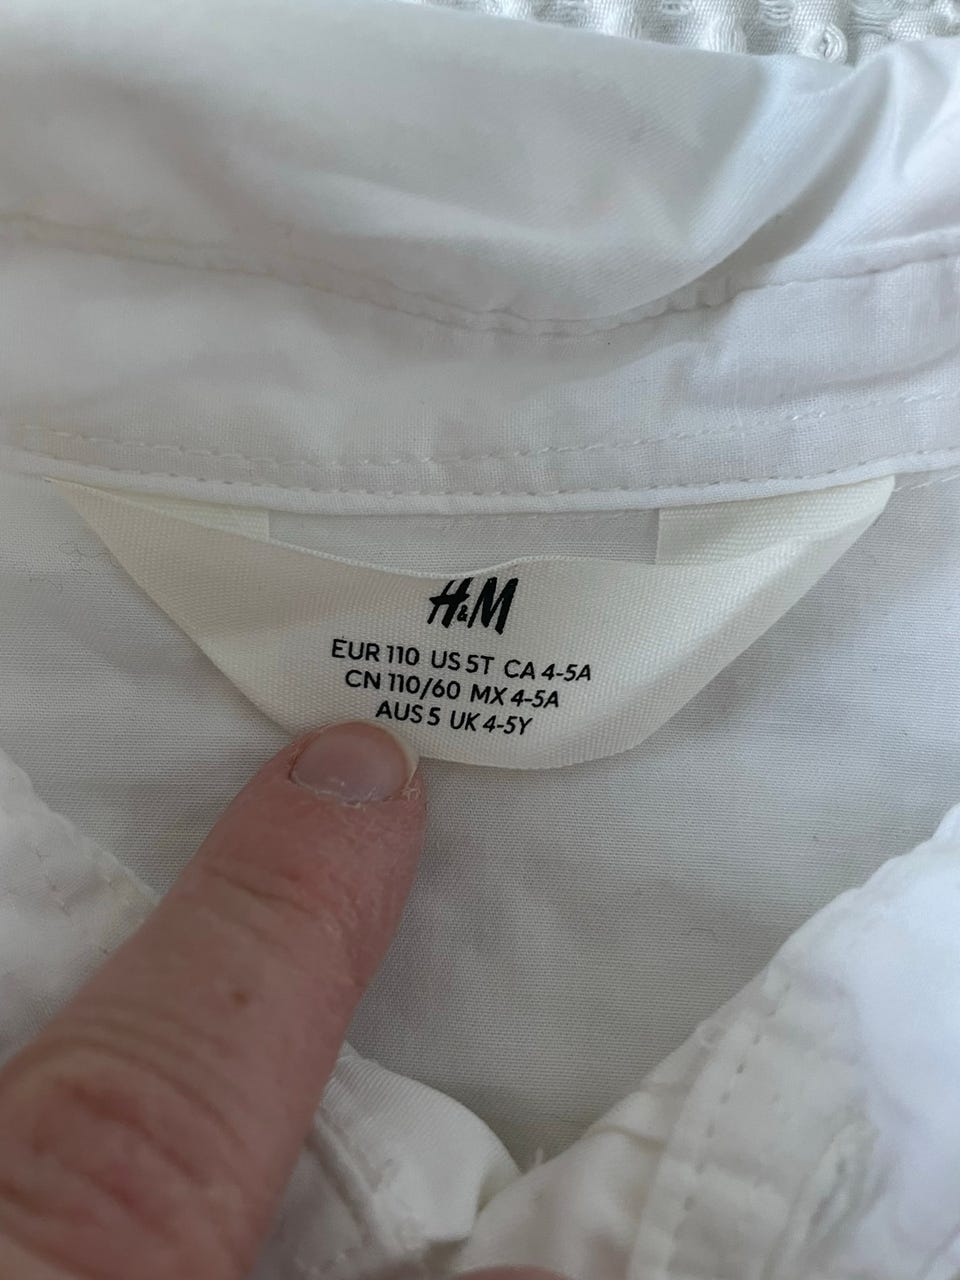 H&M
EUR 110 US 5T CA 4-5A
CN 110/60 MX 4-5A
AUS 5 UK 4-5Y